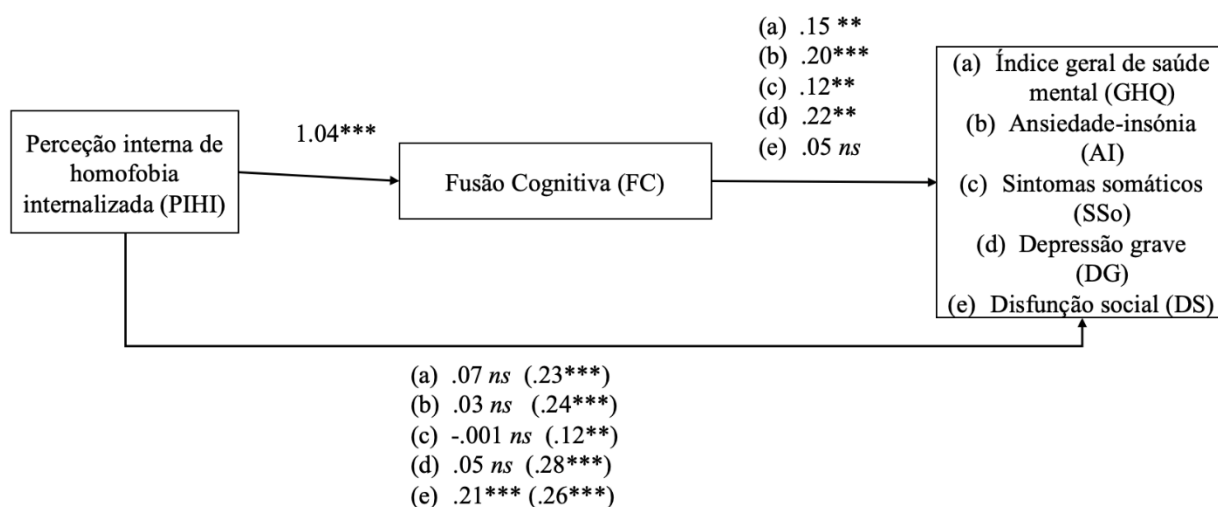 (a) .15 **
(b) .20***
(c) .12**
(d) .22**
(e) .05 ns
Perceção interna de
homofobia
internalizada (PIHI)
1.04***
Fusão Cognitiva (FC)
(a) Índice geral de saúde
mental (GHQ)
(b) Ansiedade-insónia
(AI)
(c) Sintomas somáticos
(SSo)
(d) Depressão grave
(DG)
(e) Disfunção social (DS)
(a) .07 ns (.23***)
(b) .03 ns (.24***)
(c) -.001 ns (.12**)
(d) .05 ns (.28***)
(e) .21*** (.26***)